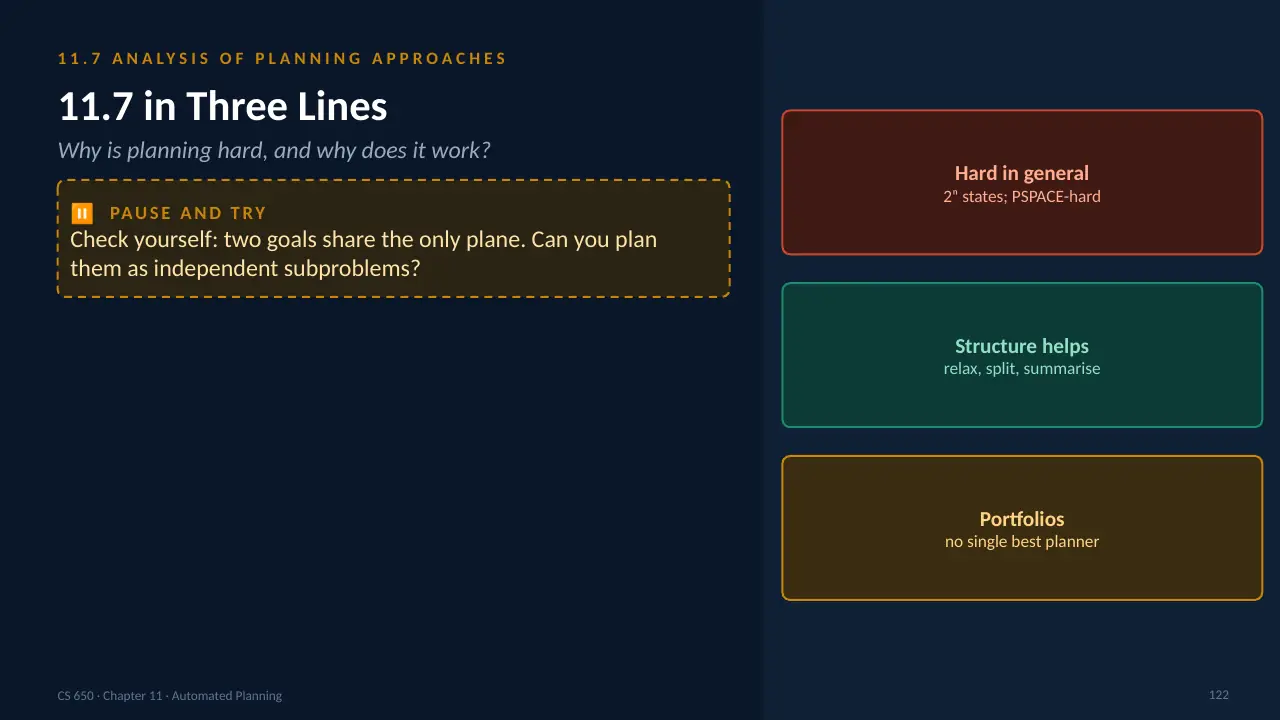 11.7 ANALYSIS OF PLANNING APPROACHES
11.7 in Three Lines
Why is planning hard, and why does it work?
⏸ PAUSE AND TRY
Check yourself: two goals share the only plane. Can you plan
them as independent subproblems?
Hard in general
2ⁿ states; PSPACE-hard
Structure helps
relax, split, summarise
Portfolios
no single best planner
CS 650 · Chapter 11 · Automated Planning
122